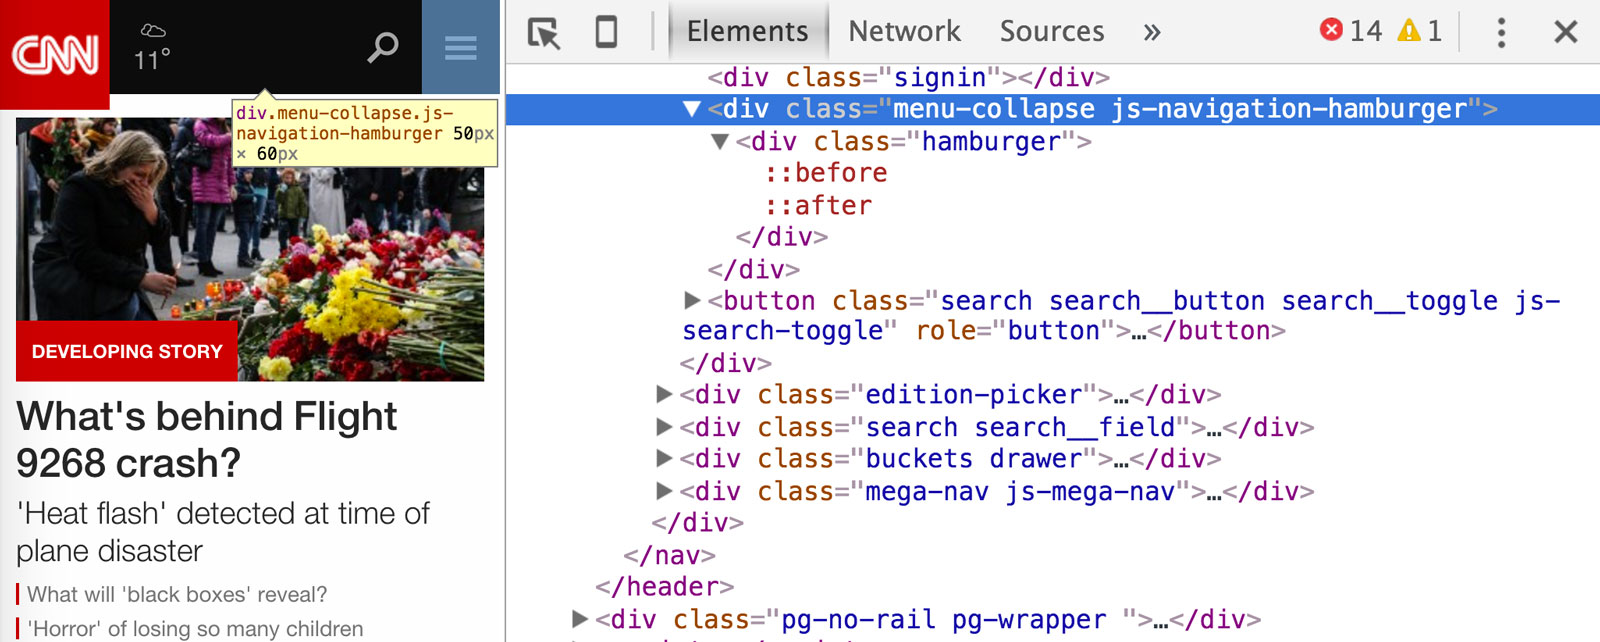 CNN
11°
div.menu-collapse.js-
navigation-hamburger 50px
× 60px
DEVELOPING STORY
What's behind Flight
9268 crash?
'Heat flash' detected at time of
plane disaster
What will 'black boxes' reveal?
'Horror' of losing so many children
Elements Network Sources » 14 1
<div class="signin"></div>
▼<div class="menu-collapse js-navigation-hamburger">
▼<div class="hamburger">
::before
::after
</div>
</div>
▶<button class="search search__button search__toggle js-
search-toggle" role="button">…</button>
</div>
▶<div class="edition-picker">…</div>
▶<div class="search search__field">…</div>
▶<div class="buckets drawer">…</div>
▶<div class="mega-nav js-mega-nav">…</div>
</div>
</nav>
</header>
▶<div class="pg-no-rail pg-wrapper ">…</div>